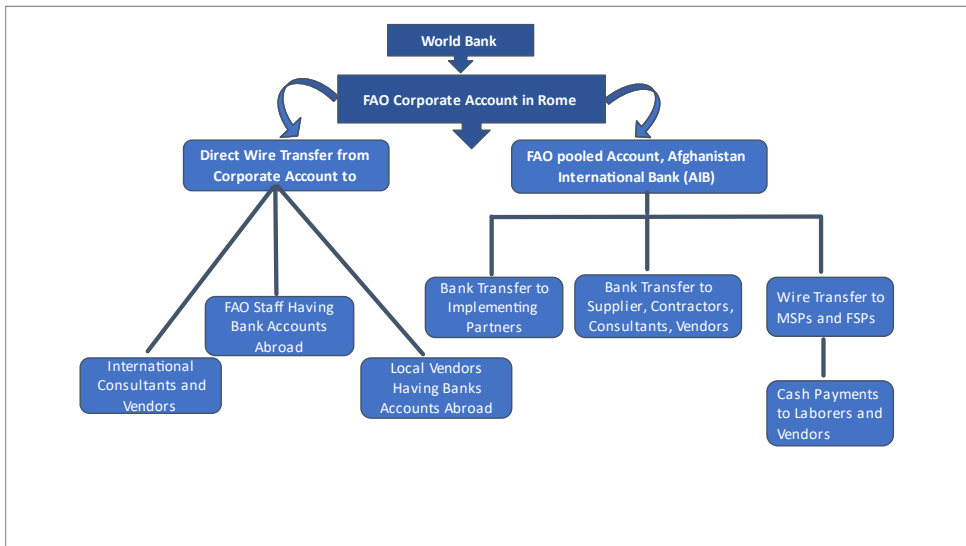 World Bank
FAO Corporate Account in Rome
Direct Wire Transfer from
Corporate Account to
FAO pooled Account, Afghanistan
International Bank (AIB)
FAO Staff Having
Bank Accounts
Abroad
International
Consultants and
Vendors
Local Vendors
Having Banks
Accounts Abroad
Bank Transfer to
Implementing
Partners
Bank Transfer to
Supplier, Contractors,
Consultants, Vendors
Wire Transfer to
MSPs and FSPs
Cash Payments
to Laborers and
Vendors